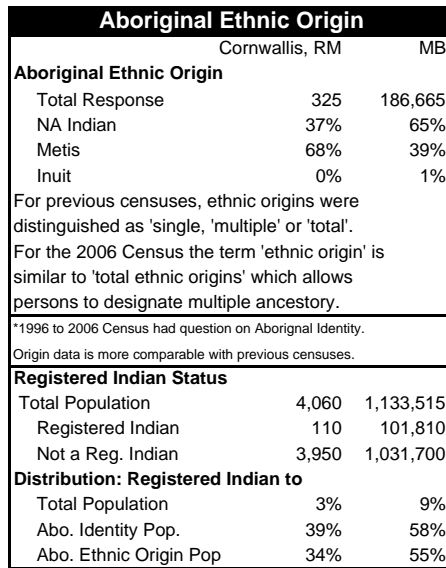 Aboriginal Ethnic Origin
Cornwallis, RM MB
Aboriginal Ethnic Origin
Total Response 325 186,665
NA Indian 37% 65%
Metis 68% 39%
Inuit 0% 1%
For previous censuses, ethnic origins were
distinguished as 'single, 'multiple' or 'total'.
For the 2006 Census the term 'ethnic origin' is
similar to 'total ethnic origins' which allows
persons to designate multiple ancestory.
*1996 to 2006 Census had question on Aborignal Identity.
Origin data is more comparable with previous censuses.
Registered Indian Status
Total Population 4,060 1,133,515
Registered Indian 110 101,810
Not a Reg. Indian 3,950 1,031,700
Distribution: Registered Indian to
Total Population 3% 9%
Abo. Identity Pop. 39% 58%
Abo. Ethnic Origin Pop 34% 55%